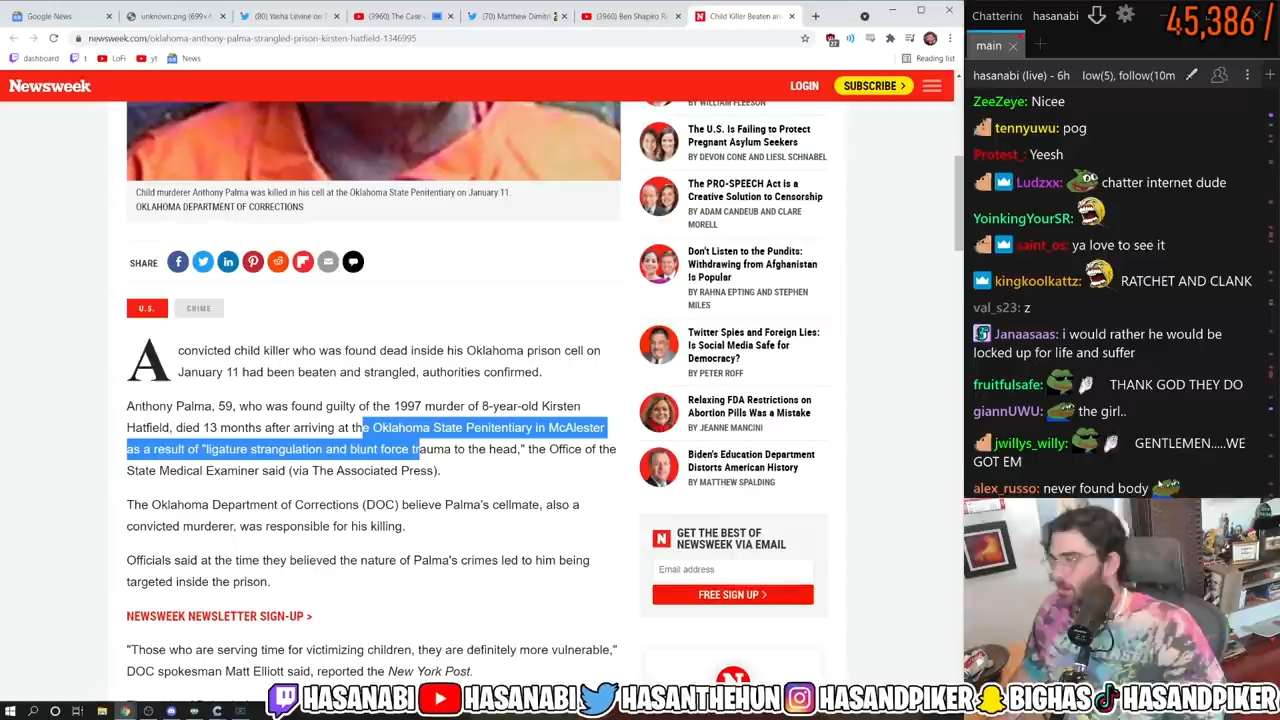 Google News
unknown.png (699×4
(80) Yasha Levine on T
(3960) The Case
(70) Matthew Dimitri
(3960) Ben Shapiro R
Child Killer Beaten an
newsweek.com/oklahoma-anthony-palma-strangled-prison-kirsten-hatfield-1346995
27
dashboard
t
LoFi
yt
News
Reading list
Newsweek
LOGIN
SUBSCRIBE >
Child murderer Anthony Palma was killed in his cell at the Oklahoma State Penitentiary on January 11.
OKLAHOMA DEPARTMENT OF CORRECTIONS
SHARE
U.S.
CRIME
A convicted child killer who was found dead inside his Oklahoma prison cell on
January 11 had been beaten and strangled, authorities confirmed.
Anthony Palma, 59, who was found guilty of the 1997 murder of 8-year-old Kirsten
Hatfield, died 13 months after arriving at the Oklahoma State Penitentiary in McAlester
as a result of "ligature strangulation and blunt force trauma to the head," the Office of the
State Medical Examiner said (via The Associated Press).
The Oklahoma Department of Corrections (DOC) believe Palma's cellmate, also a
convicted murderer, was responsible for his killing.
Officials said at the time they believed the nature of Palma's crimes led to him being
targeted inside the prison.
NEWSWEEK NEWSLETTER SIGN-UP >
"Those who are serving time for victimizing children, they are definitely more vulnerable,"
DOC spokesman Matt Elliott said, reported the New York Post.
BY WILLIAM FLEESON
The U.S. Is Failing to Protect
Pregnant Asylum Seekers
BY DEVON CONE AND LIESL SCHNABEL
The PRO-SPEECH Act is a
Creative Solution to Censorship
BY ADAM CANDEUB AND CLARE
MORELL
Don't Listen to the Pundits:
Withdrawing from Afghanistan
Is Popular
BY RAHNA EPTING AND STEPHEN
MILES
Twitter Spies and Foreign Lies:
Is Social Media Safe for
Democracy?
BY PETER ROFF
Relaxing FDA Restrictions on
Abortion Pills Was a Mistake
BY JEANNE MANCINI
Biden's Education Department
Distorts American History
BY MATTHEW SPALDING
N
GET THE BEST OF
NEWSWEEK VIA EMAIL
Email address
FREE SIGN UP >
Chatterino
hasanabi
45,386 /
main
hasanabi (live) - 6h
low(5), follow(10m
ZeeZeye: Nicee
tennyuwu: pog
Protest_: Yeesh
Ludzxx: chatter internet dude
YoinkingYourSR:
saint_os: ya love to see it
kingkoolkattz: RATCHET AND CLANK
val_s23: z
Janaasaas: i would rather he would be
locked up for life and suffer
fruitfulsafe: THANK GOD THEY DO
giannUWU: the girl..
jwillys_willy: GENTLEMEN.....WE
GOT EM
alex_russo: never found body
HASANABI HASANABI HASANTHEHUN HASANDPIKER BIGHAS HASANDPIKER